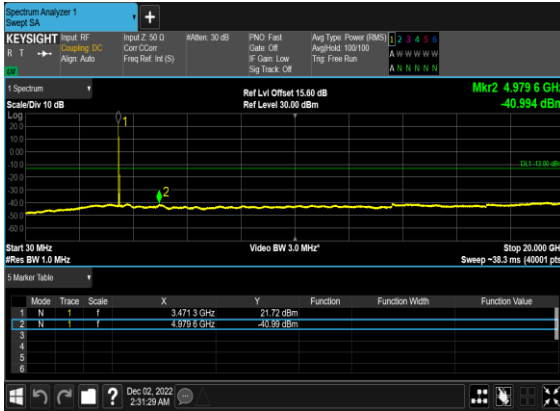 Spectrum Analyzer 1
Swept SA
+
KEYSIGHT Input: RF Input Z: 50 Ω #Atten: 30 dB PNO: Fast Avg Type: Power (RMS) 1 2 3 4 5 6
R T Coupling: DC Corr CCorr Gate: Off Avg|Hold: 100/100 A W W W W W
Align: Auto Freq Ref: Int (S) IF Gain: Low Trig: Free Run
Sig Track: Off A N N N N N
1 Spectrum Ref Lvl Offset 15.60 dB Mkr2 4.979 6 GHz
Scale/Div 10 dB Ref Level 30.00 dBm -40.994 dBm
Log
20.0
10.0
0.00
-10.0
-20.0
-30.0
-40.0
-50.0
-60.0
1
DL1 -13.00 dBm
2
Start 30 MHz Video BW 3.0 MHz* Stop 20.000 GHz
#Res BW 1.0 MHz Sweep ~38.3 ms (40001 pts)
5 Marker Table
Mode Trace Scale X Y Function Function Width Function Value
1 N 1 f 3.471 3 GHz 21.72 dBm
2 N 1 f 4.979 6 GHz -40.99 dBm
3
4
5
6
? Dec 02, 2022
2:31:29 AM